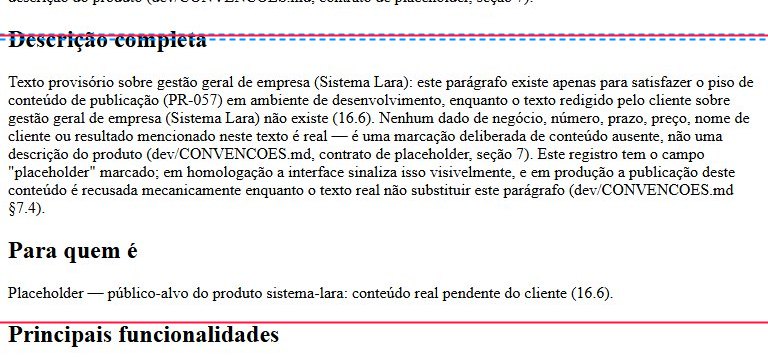 descrição do produto (dev/CONVENCOES.md, contrato de placeholder, seção 7).
Descrição completa
Texto provisório sobre gestão geral de empresa (Sistema Lara): este parágrafo existe apenas para satisfazer o piso de
conteúdo de publicação (PR-057) em ambiente de desenvolvimento, enquanto o texto redigido pelo cliente sobre
gestão geral de empresa (Sistema Lara) não existe (16.6). Nenhum dado de negócio, número, prazo, preço, nome de
cliente ou resultado mencionado neste texto é real — é uma marcação deliberada de conteúdo ausente, não uma
descrição do produto (dev/CONVENCOES.md, contrato de placeholder, seção 7). Este registro tem o campo
"placeholder" marcado; em homologação a interface sinaliza isso visivelmente, e em produção a publicação deste
conteúdo é recusada mecanicamente enquanto o texto real não substituir este parágrafo (dev/CONVENCOES.md
§7.4).
Para quem é
Placeholder — público-alvo do produto sistema-lara: conteúdo real pendente do cliente (16.6).
Principais funcionalidades